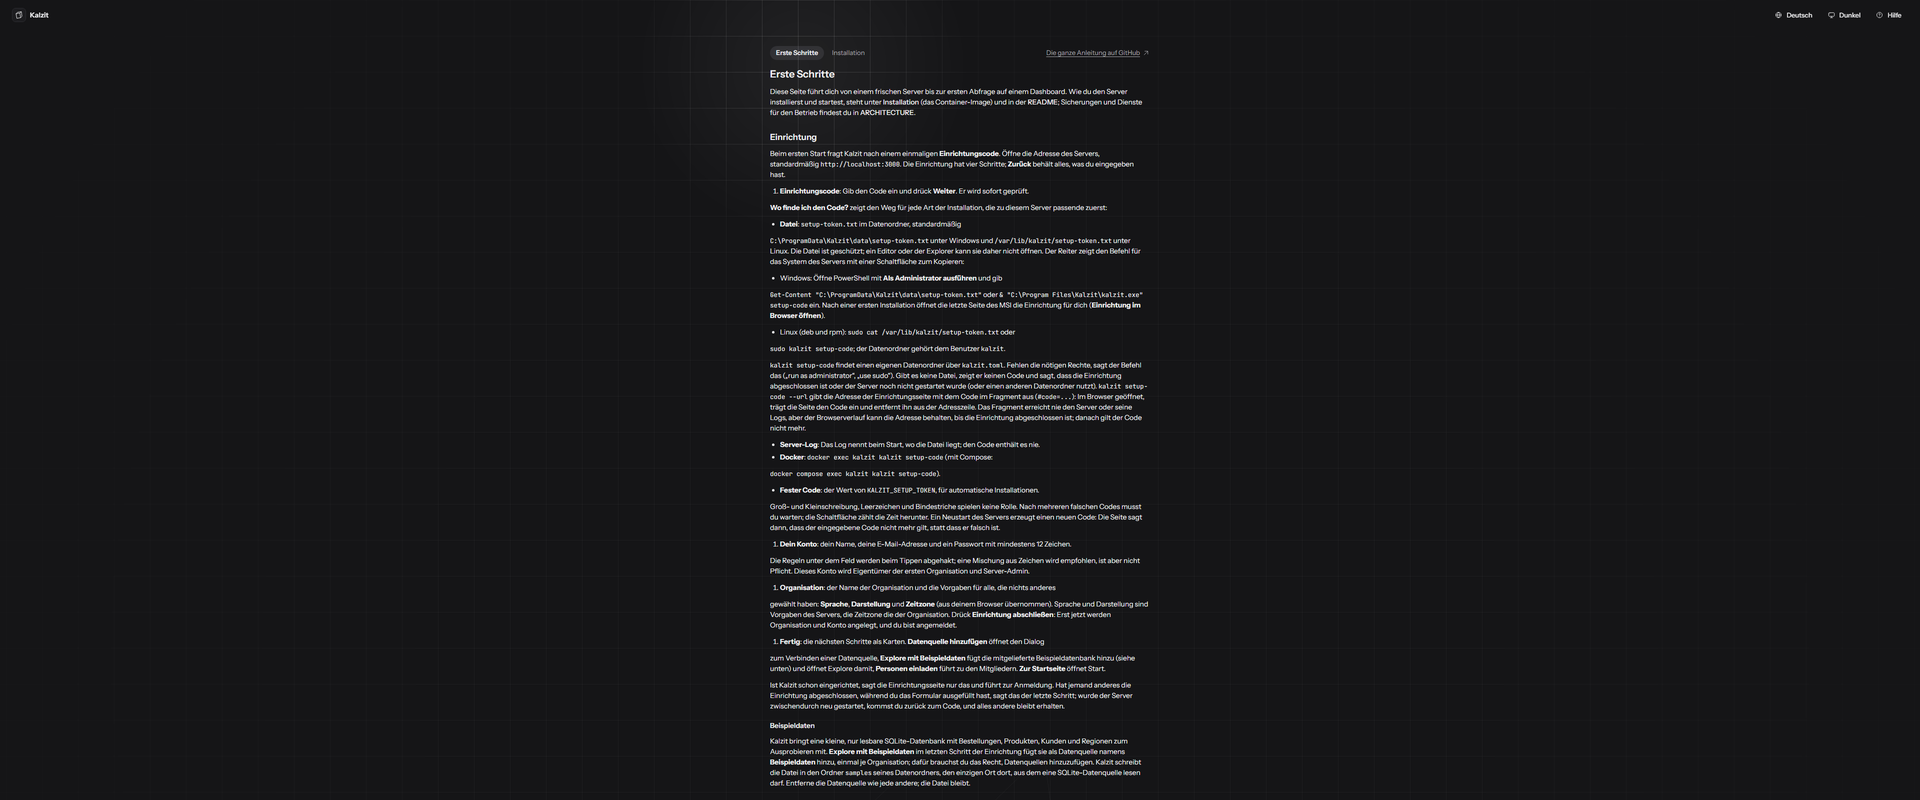 Kalzit
Deutsch
Dunkel
Hilfe
Erste Schritte
Installation
Die ganze Anleitung auf GitHub
Erste Schritte
Diese Seite führt dich von einem frischen Server bis zur ersten Abfrage auf einem Dashboard. Wie du den Server
installierst und startest, steht unter Installation (das Container-Image) und in der README; Sicherungen und Dienste
für den Betrieb findest du in ARCHITECTURE.
Einrichtung
Beim ersten Start fragt Kalzit nach einem einmaligen Einrichtungscode. Öffne die Adresse des Servers,
standardmäßig http://localhost:3000. Die Einrichtung hat vier Schritte; Zurück behält alles, was du eingegeben
hast.
1. Einrichtungscode: Gib den Code ein und drück Weiter. Er wird sofort geprüft.
Wo finde ich den Code? zeigt den Weg für jede Art der Installation, die zu diesem Server passende zuerst:
• Datei: setup-token.txt im Datenordner, standardmäßig
C:\ProgramData\Kalzit\data\setup-token.txt unter Windows und /var/lib/kalzit/setup-token.txt unter
Linux. Die Datei ist geschützt; ein Editor oder der Explorer kann sie daher nicht öffnen. Der Reiter zeigt den Befehl für
das System des Servers mit einer Schaltfläche zum Kopieren:
• Windows: Öffne PowerShell mit Als Administrator ausführen und gib
Get-Content "C:\ProgramData\Kalzit\data\setup-token.txt" oder & "C:\Program Files\Kalzit\kalzit.exe"
setup-code ein. Nach einer ersten Installation öffnet die letzte Seite des MSI die Einrichtung für dich (Einrichtung im
Browser öffnen).
• Linux (deb und rpm): sudo cat /var/lib/kalzit/setup-token.txt oder
sudo kalzit setup-code; der Datenordner gehört dem Benutzer kalzit.
kalzit setup-code findet einen eigenen Datenordner über kalzit.toml. Fehlen die nötigen Rechte, sagt der Befehl
das („run as administrator“, „use sudo“). Gibt es keine Datei, zeigt er keinen Code und sagt, dass die Einrichtung
abgeschlossen ist oder der Server noch nicht gestartet wurde (oder einen anderen Datenordner nutzt). kalzit setup-
code --url gibt die Adresse der Einrichtungsseite mit dem Code im Fragment aus (#code=...): Im Browser geöffnet,
trägt die Seite den Code ein und entfernt ihn aus der Adresszeile. Das Fragment erreicht nie den Server oder seine
Logs, aber der Browserverlauf kann die Adresse behalten, bis die Einrichtung abgeschlossen ist; danach gilt der Code
nicht mehr.
• Server-Log: Das Log nennt beim Start, wo die Datei liegt; den Code enthält es nie.
• Docker: docker exec kalzit kalzit setup-code (mit Compose:
docker compose exec kalzit kalzit setup-code).
• Fester Code: der Wert von KALZIT_SETUP_TOKEN, für automatische Installationen.
Groß- und Kleinschreibung, Leerzeichen und Bindestriche spielen keine Rolle. Nach mehreren falschen Codes musst
du warten; die Schaltfläche zählt die Zeit herunter. Ein Neustart des Servers erzeugt einen neuen Code: Die Seite sagt
dann, dass der eingegebene Code nicht mehr gilt, statt dass er falsch ist.
1. Dein Konto: dein Name, deine E-Mail-Adresse und ein Passwort mit mindestens 12 Zeichen.
Die Regeln unter dem Feld werden beim Tippen abgehakt; eine Mischung aus Zeichen wird empfohlen, ist aber nicht
Pflicht. Dieses Konto wird Eigentümer der ersten Organisation und Server-Admin.
1. Organisation: der Name der Organisation und die Vorgaben für alle, die nichts anderes
gewählt haben: Sprache, Darstellung und Zeitzone (aus deinem Browser übernommen). Sprache und Darstellung sind
Vorgaben des Servers, die Zeitzone die der Organisation. Drück Einrichtung abschließen: Erst jetzt werden
Organisation und Konto angelegt, und du bist angemeldet.
1. Fertig: die nächsten Schritte als Karten. Datenquelle hinzufügen öffnet den Dialog
zum Verbinden einer Datenquelle, Explore mit Beispieldaten fügt die mitgelieferte Beispieldatenbank hinzu (siehe
unten) und öffnet Explore damit, Personen einladen führt zu den Mitgliedern. Zur Startseite öffnet Start.
Ist Kalzit schon eingerichtet, sagt die Einrichtungsseite nur das und führt zur Anmeldung. Hat jemand anderes die
Einrichtung abgeschlossen, während du das Formular ausgefüllt hast, sagt das der letzte Schritt; wurde der Server
zwischendurch neu gestartet, kommst du zurück zum Code, und alles andere bleibt erhalten.
Beispieldaten
Kalzit bringt eine kleine, nur lesbare SQLite-Datenbank mit Bestellungen, Produkten, Kunden und Regionen zum
Ausprobieren mit. Explore mit Beispieldaten im letzten Schritt der Einrichtung fügt sie als Datenquelle namens
Beispieldaten hinzu, einmal je Organisation; dafür brauchst du das Recht, Datenquellen hinzuzufügen. Kalzit schreibt
die Datei in den Ordner samples seines Datenordners, den einzigen Ort dort, aus dem eine SQLite-Datenquelle lesen
darf. Entferne die Datenquelle wie jede andere; die Datei bleibt.